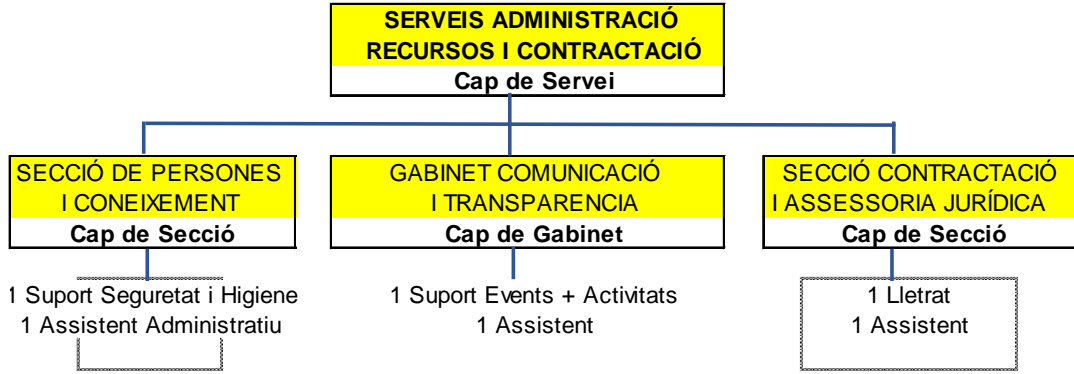 SERVEIS ADMINISTRACIÓ
RECURSOS I CONTRACTACIÓ
Cap de Servei
SECCIÓ DE PERSONES
I CONEIXEMENT
Cap de Secció
1 Suport Seguretat i Higiene
1 Assistent Administratiu
GABINET COMUNICACIÓ
I TRANSPARENCIA
Cap de Gabinet
1 Suport Events + Activitats
1 Assistent
SECCIÓ CONTRACTACIÓ
I ASSESSORIA JURÍDICA
Cap de Secció
1 Lletrat
1 Assistent